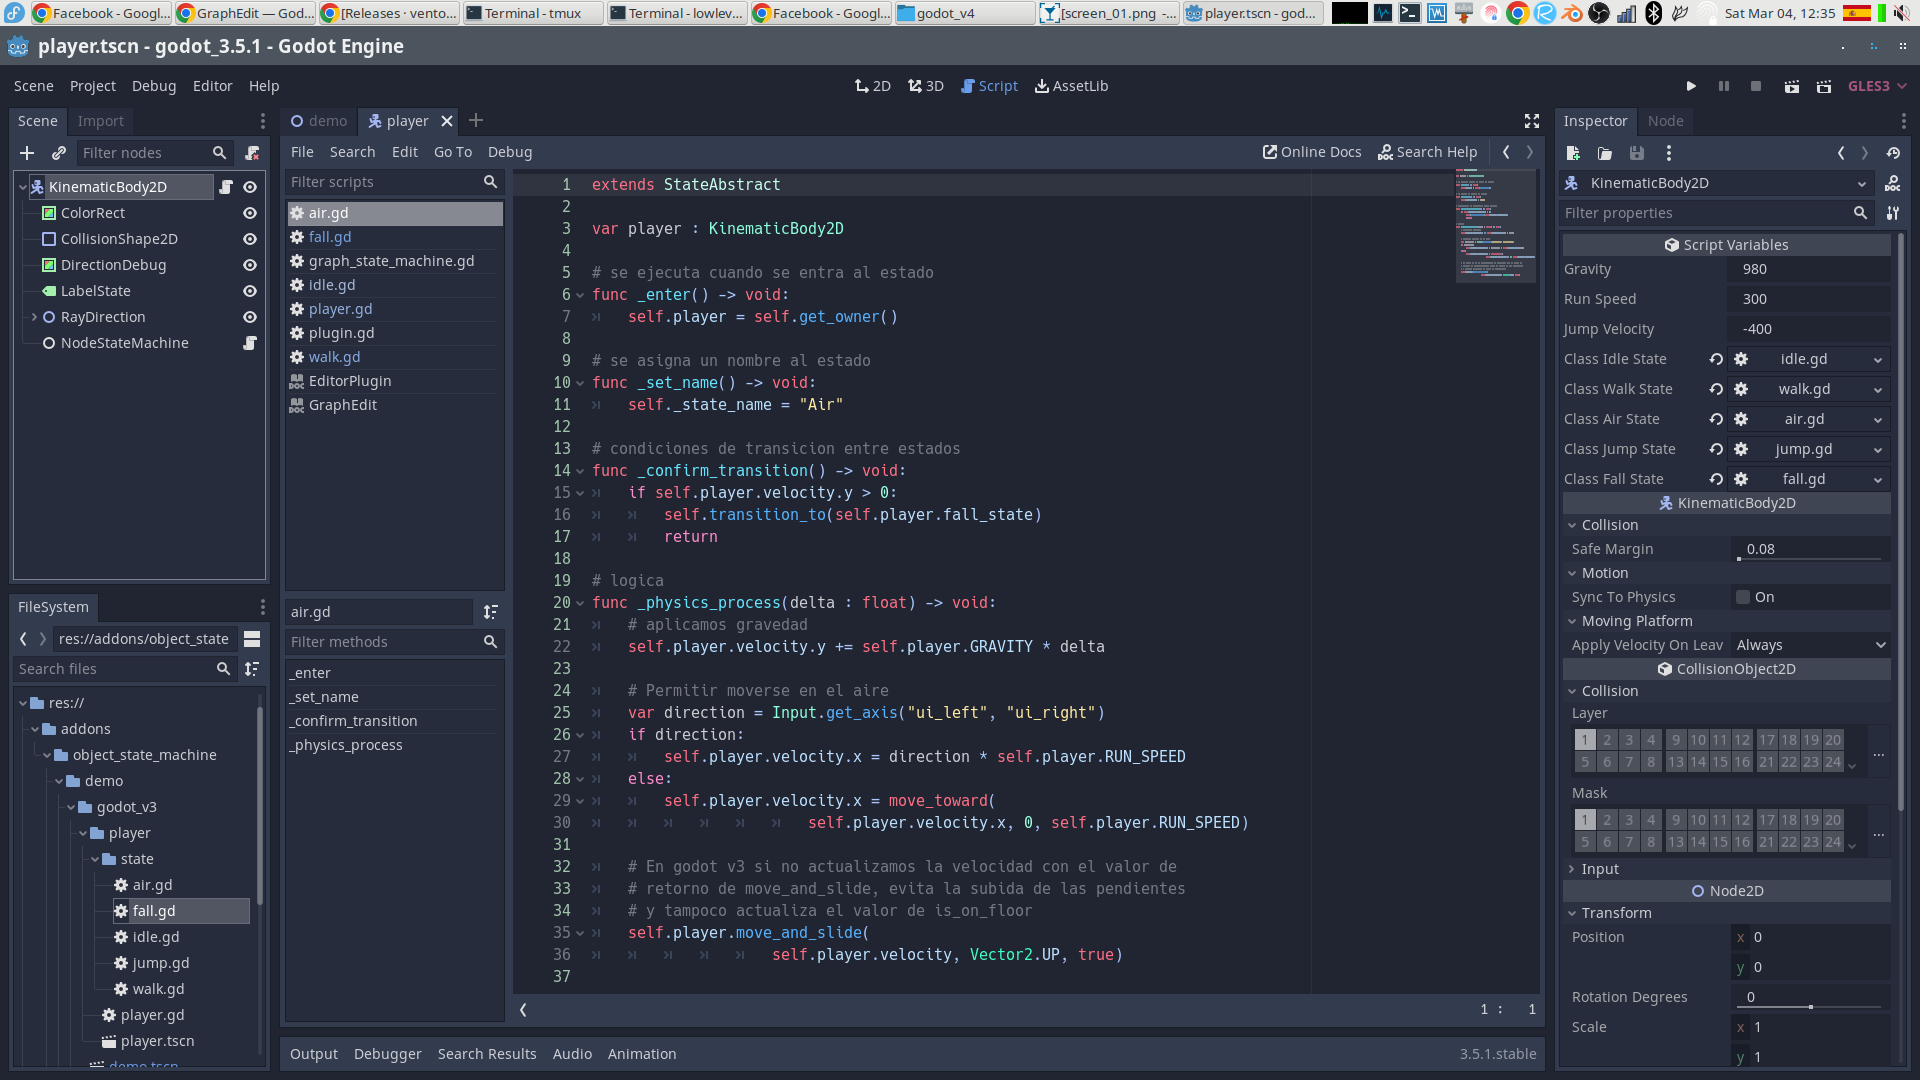 Facebook - Googl...
GraphEdit — God...
[Releases · vento...
Terminal - tmux
Terminal - lowlev...
Facebook - Googl...
godot_v4
[screen_01.png -...
player.tscn - god...
Sat Mar 04, 12:35
player.tscn - godot_3.5.1 - Godot Engine
Scene Project Debug Editor Help
2D 3D Script AssetLib
GLES3
Scene Import
Filter nodes
KinematicBody2D
ColorRect
CollisionShape2D
DirectionDebug
LabelState
RayDirection
NodeStateMachine
FileSystem
res://addons/object_state
Search files
res://
addons
object_state_machine
demo
godot_v3
player
state
air.gd
fall.gd
idle.gd
jump.gd
walk.gd
player.gd
player.tscn
demo.tscn
demo player
File Search Edit Go To Debug
Online Docs Search Help
Filter scripts
air.gd
fall.gd
graph_state_machine.gd
idle.gd
player.gd
plugin.gd
walk.gd
EditorPlugin
GraphEdit
air.gd
Filter methods
_enter
_set_name
_confirm_transition
_physics_process
1 extends StateAbstract
2
3 var player : KinematicBody2D
4
5 # se ejecuta cuando se entra al estado
6 func _enter() -> void:
7 self.player = self.get_owner()
8
9 # se asigna un nombre al estado
10 func _set_name() -> void:
11 self._state_name = "Air"
12
13 # condiciones de transicion entre estados
14 func _confirm_transition() -> void:
15 if self.player.velocity.y > 0:
16 self.transition_to(self.player.fall_state)
17 return
18
19 # logica
20 func _physics_process(delta : float) -> void:
21 # aplicamos gravedad
22 self.player.velocity.y += self.player.GRAVITY * delta
23
24 # Permitir moverse en el aire
25 var direction = Input.get_axis("ui_left", "ui_right")
26 if direction:
27 self.player.velocity.x = direction * self.player.RUN_SPEED
28 else:
29 self.player.velocity.x = move_toward(
30 self.player.velocity.x, 0, self.player.RUN_SPEED)
31
32 # En godot v3 si no actualizamos la velocidad con el valor de
33 # retorno de move_and_slide, evita la subida de las pendientes
34 # y tampoco actualiza el valor de is_on_floor
35 self.player.move_and_slide(
36 self.player.velocity, Vector2.UP, true)
37
1 : 1
Output Debugger Search Results Audio Animation
3.5.1.stable
Inspector Node
KinematicBody2D
Filter properties
Script Variables
Gravity 980
Run Speed 300
Jump Velocity -400
Class Idle State idle.gd
Class Walk State walk.gd
Class Air State air.gd
Class Jump State jump.gd
Class Fall State fall.gd
KinematicBody2D
Collision
Safe Margin 0.08
Motion
Sync To Physics On
Moving Platform
Apply Velocity On Leav Always
CollisionObject2D
Collision
Layer
1 2 3 4 9 10 11 12 17 18 19 20
5 6 7 8 13 14 15 16 21 22 23 24
Mask
1 2 3 4 9 10 11 12 17 18 19 20
5 6 7 8 13 14 15 16 21 22 23 24
Input
Node2D
Transform
Position x 0
y 0
Rotation Degrees 0
Scale x 1
y 1